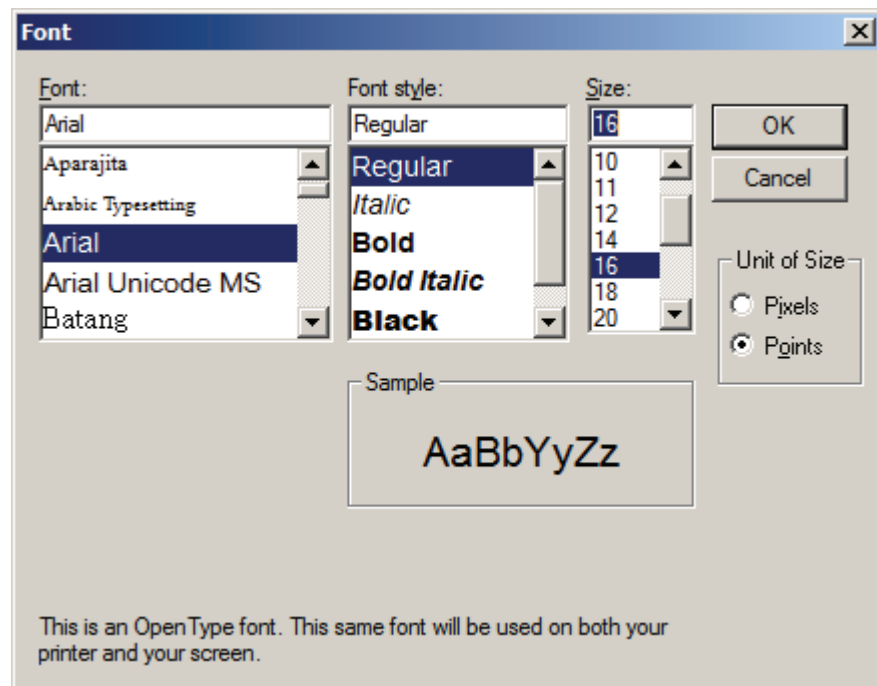 Font
Font:
Arial
Aparajita
Arabic Typesetting
Arial
Arial Unicode MS
Batang
Font style:
Regular
Regular
Italic
Bold
Bold Italic
Black
Size:
16
10
11
12
14
16
18
20
OK
Cancel
Unit of Size
Pixels
Points
Sample
AaBbYyZz
This is an OpenType font. This same font will be used on both your
printer and your screen.